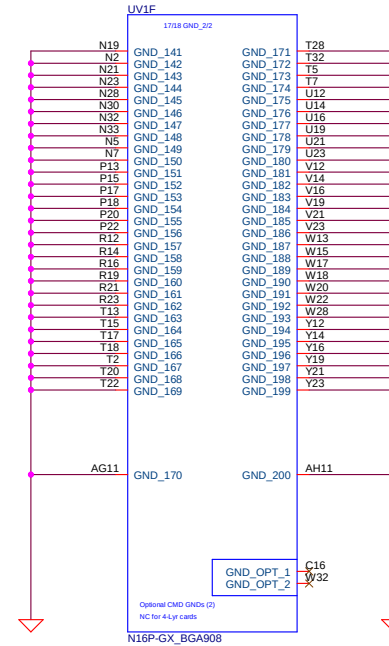 UV1F
17/18 GND_2/2
N19 GND_141 GND_171 T28
N2 GND_142 GND_172 T32
N21 GND_143 GND_173 T5
N23 GND_144 GND_174 T7
N28 GND_145 GND_175 U12
N30 GND_146 GND_176 U14
N32 GND_147 GND_177 U16
N33 GND_148 GND_178 U19
N5 GND_149 GND_179 U21
N7 GND_150 GND_180 U23
P13 GND_151 GND_181 V12
P15 GND_152 GND_182 V14
P17 GND_153 GND_183 V16
P18 GND_154 GND_184 V19
P20 GND_155 GND_185 V21
P22 GND_156 GND_186 V23
R12 GND_157 GND_187 W13
R14 GND_158 GND_188 W15
R16 GND_159 GND_189 W17
R19 GND_160 GND_190 W18
R21 GND_161 GND_191 W20
R23 GND_162 GND_192 W22
T13 GND_163 GND_193 W28
T15 GND_164 GND_194 Y12
T17 GND_165 GND_195 Y14
T18 GND_166 GND_196 Y16
T2 GND_167 GND_197 Y19
T20 GND_168 GND_198 Y21
T22 GND_169 GND_199 Y23
AG11 GND_170 GND_200 AH11
GND_OPT_1 C16
GND_OPT_2 W32
Optional CMD GNDs (2)
NC for 4-Lyr cards
N16P-GX_BGA908